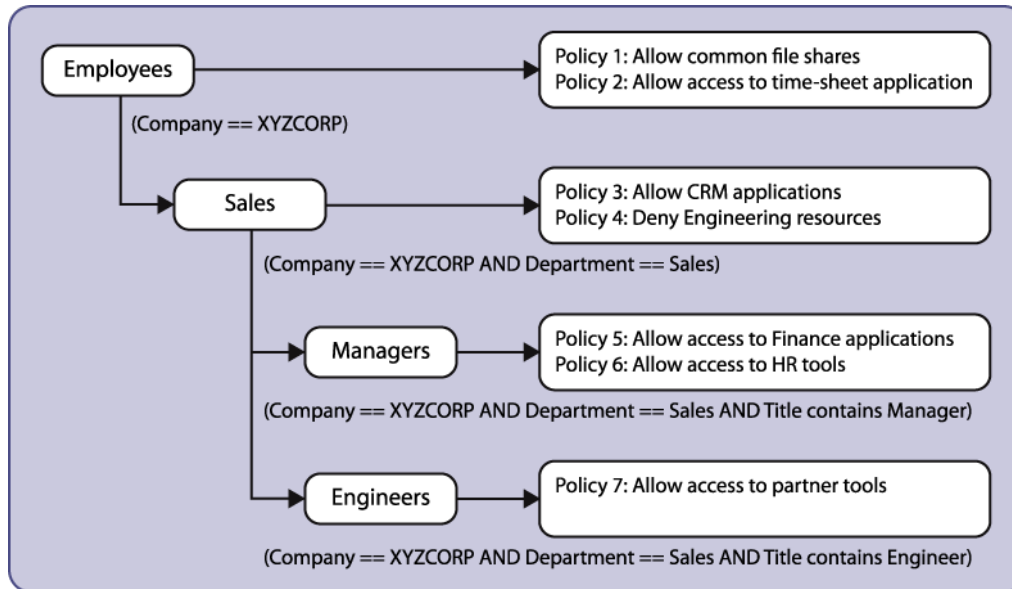 Employees
Policy 1: Allow common file shares
Policy 2: Allow access to time-sheet application
(Company == XYZCORP)
Sales
Policy 3: Allow CRM applications
Policy 4: Deny Engineering resources
(Company == XYZCORP AND Department == Sales)
Managers
Policy 5: Allow access to Finance applications
Policy 6: Allow access to HR tools
(Company == XYZCORP AND Department == Sales AND Title contains Manager)
Engineers
Policy 7: Allow access to partner tools
(Company == XYZCORP AND Department == Sales AND Title contains Engineer)